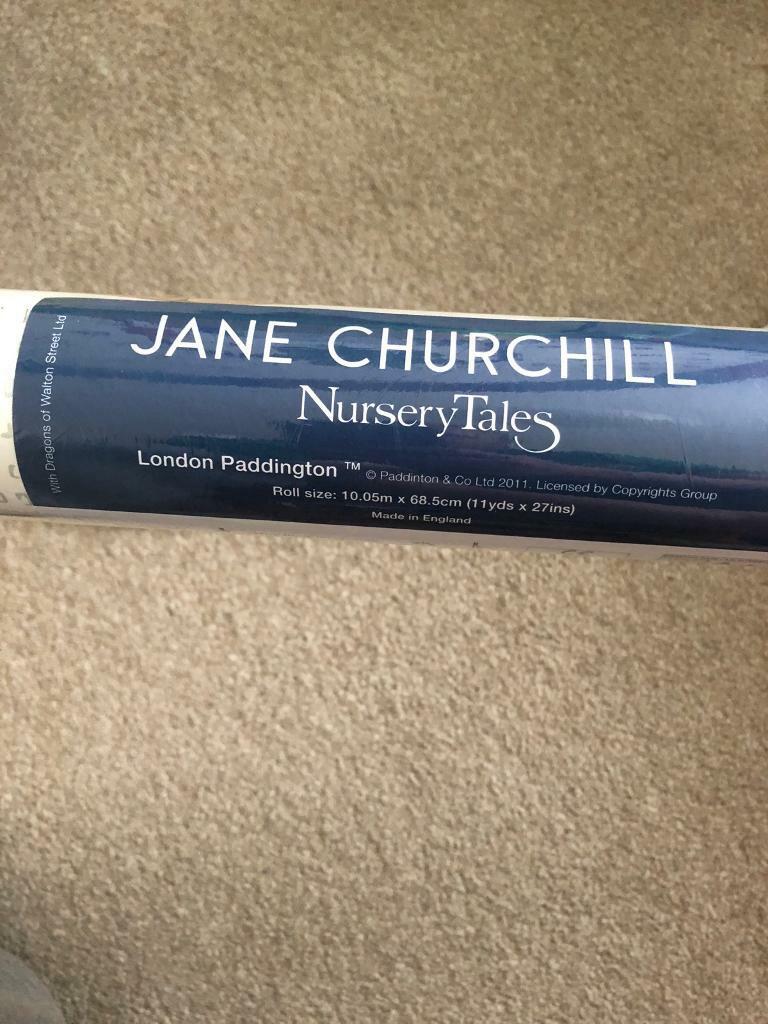 JANE CHURCHILL
NurseryTales
London Paddington ™ © Paddinton & Co Ltd 2011. Licensed by Copyrights Group
Roll size: 10.05m x 68.5cm (11yds x 27ins)
Made in England
With Dragons of Walton Street Ltd